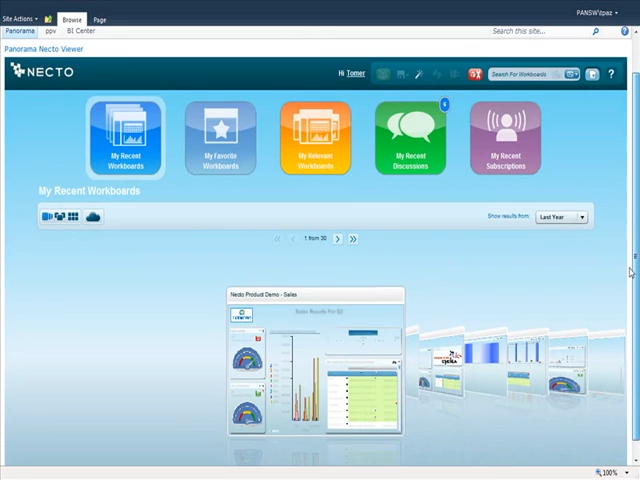 PANSW\tpaz
Site Actions
Browse
Page
Panorama
ppv
BI Center
Search this site...
Panorama Necto Viewer
NECTO
Hi Tomer
Search For Workboards
?
6
My Recent
Workboards
My Favorite
Workboards
My Relevant
Workboards
My Recent
Discussions
My Recent
Subscriptions
My Recent Workboards
Show results from:
Last Year
1 from 30
Necto Product Demo - Sales
100%